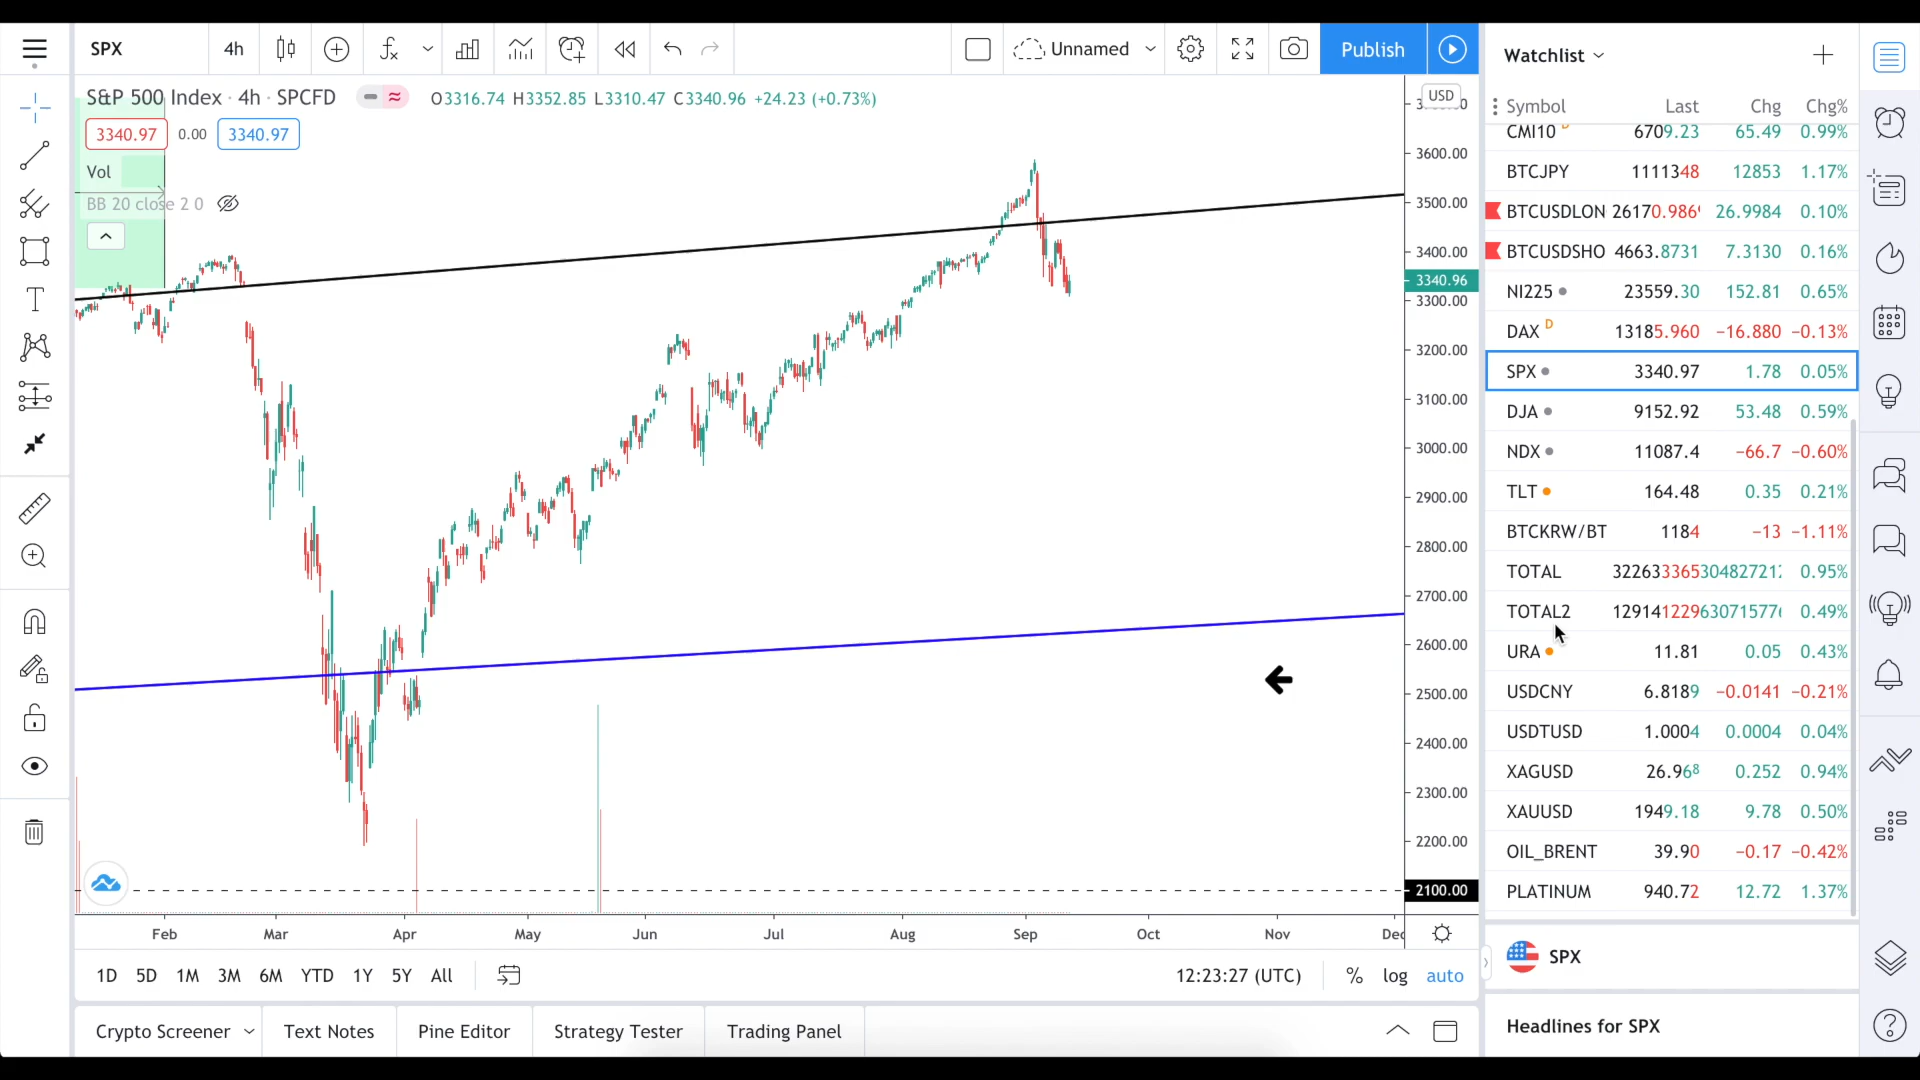 SPX 4h Unnamed Publish
S&P 500 Index · 4h · SPCFD O3316.74 H3352.85 L3310.47 C3340.96 +24.23 (+0.73%)
3340.97 0.00 3340.97
Vol
BB 20 close 2 0
USD
3600.00
3500.00
3400.00
3340.96
3300.00
3200.00
3100.00
3000.00
2900.00
2800.00
2700.00
2600.00
2500.00
2400.00
2300.00
2200.00
2100.00
Feb Mar Apr May Jun Jul Aug Sep Oct Nov Dec
1D 5D 1M 3M 6M YTD 1Y 5Y All 12:23:27 (UTC) % log auto
Crypto Screener Text Notes Pine Editor Strategy Tester Trading Panel
Watchlist
Symbol Last Chg Chg%
CMI10 D 6709.23 65.49 0.99%
BTCJPY 1111348 12853 1.17%
BTCUSDLON 26170.986 26.9984 0.10%
BTCUSDSHO 4663.8731 7.3130 0.16%
NI225 23559.30 152.81 0.65%
DAX D 13185.960 −16.880 −0.13%
SPX 3340.97 1.78 0.05%
DJA 9152.92 53.48 0.59%
NDX 11087.4 −66.7 −0.60%
TLT 164.48 0.35 0.21%
BTCKRW/BT 1184 −13 −1.11%
TOTAL 322633365304827212 0.95%
TOTAL2 129141229630715776 0.49%
URA 11.81 0.05 0.43%
USDCNY 6.8189 −0.0141 −0.21%
USDTUSD 1.0004 0.0004 0.04%
XAGUSD 26.968 0.252 0.94%
XAUUSD 1949.18 9.78 0.50%
OIL_BRENT 39.90 −0.17 −0.42%
PLATINUM 940.72 12.72 1.37%
SPX
Headlines for SPX